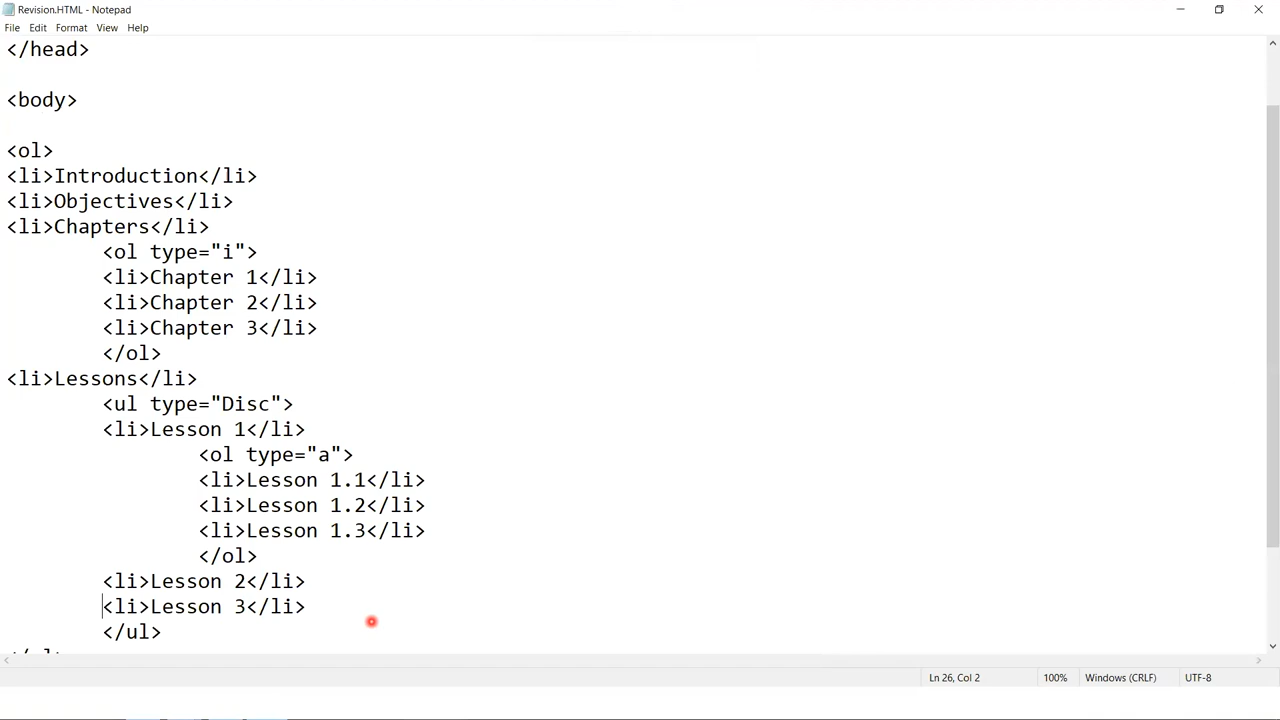 Revision.HTML - Notepad
File Edit Format View Help
</head>
<body>
<ol>
<li>Introduction</li>
<li>Objectives</li>
<li>Chapters</li>
<ol type="i">
<li>Chapter 1</li>
<li>Chapter 2</li>
<li>Chapter 3</li>
</ol>
<li>Lessons</li>
<ul type="Disc">
<li>Lesson 1</li>
<ol type="a">
<li>Lesson 1.1</li>
<li>Lesson 1.2</li>
<li>Lesson 1.3</li>
</ol>
<li>Lesson 2</li>
<li>Lesson 3</li>
</ul>
Ln 26, Col 2 100% Windows (CRLF) UTF-8